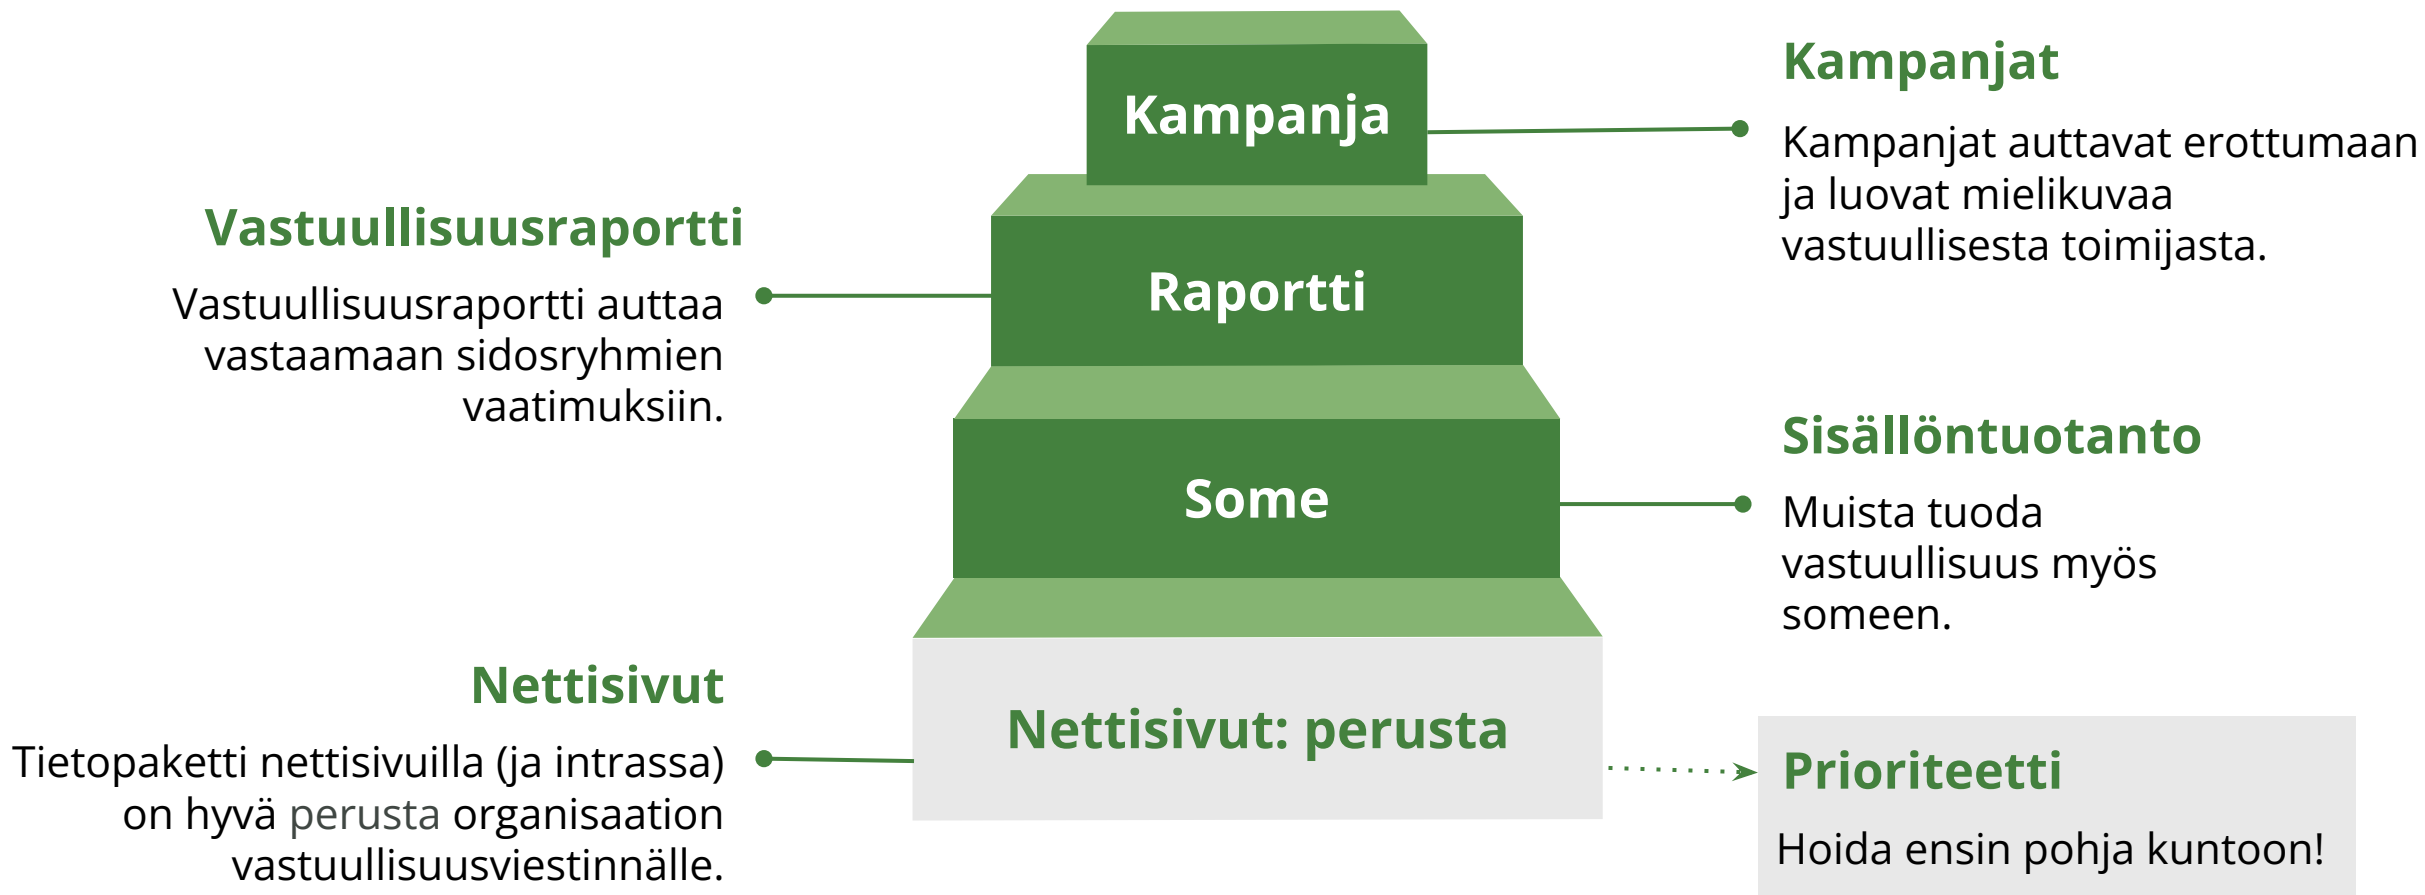 Kampanja
Kampanjat
Kampanjat auttavat erottumaan
ja luovat mielikuvaa
vastuullisesta toimijasta.
Vastuullisuusraportti
Vastuullisuusraportti auttaa
vastaamaan sidosryhmien
vaatimuksiin.
Raportti
Some
Sisällöntuotanto
Muista tuoda
vastuullisuus myös
someen.
Nettisivut
Tietopaketti nettisivuilla (ja intrassa)
on hyvä perusta organisaation
vastuullisuusviestinnälle.
Nettisivut: perusta
Prioriteetti
Hoida ensin pohja kuntoon!